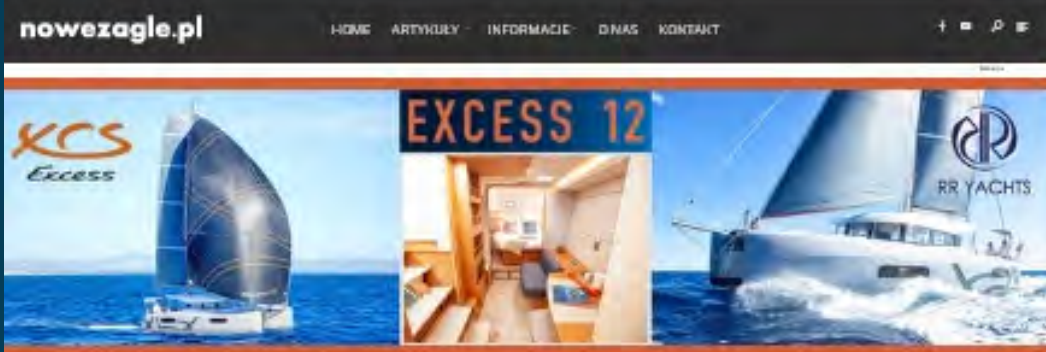 nowezagle.pl
HOME ARTYKUŁY INFORMACJE O NAS KONTAKT
XCS
Excess
EXCESS 12
RR YACHTS